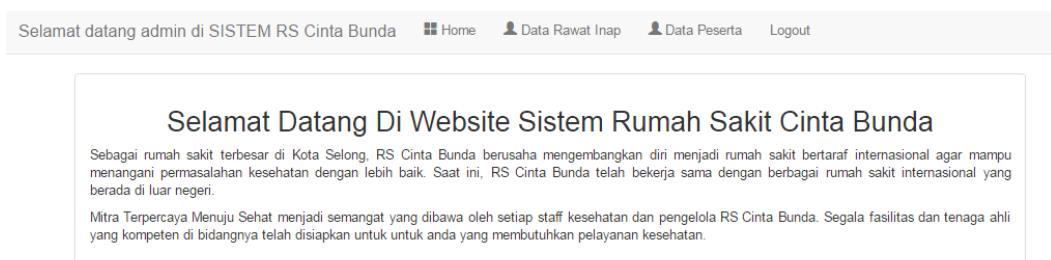 Selamat datang admin di SISTEM RS Cinta Bunda Home Data Rawat Inap Data Peserta Logout
Selamat Datang Di Website Sistem Rumah Sakit Cinta Bunda
Sebagai rumah sakit terbesar di Kota Selong, RS Cinta Bunda berusaha mengembangkan diri menjadi rumah sakit bertaraf internasional agar mampu
menangani permasalahan kesehatan dengan lebih baik. Saat ini, RS Cinta Bunda telah bekerja sama dengan berbagai rumah sakit internasional yang
berada di luar negeri.
Mitra Terpercaya Menuju Sehat menjadi semangat yang dibawa oleh setiap staff kesehatan dan pengelola RS Cinta Bunda. Segala fasilitas dan tenaga ahli
yang kompeten di bidangnya telah disiapkan untuk untuk anda yang membutuhkan pelayanan kesehatan.